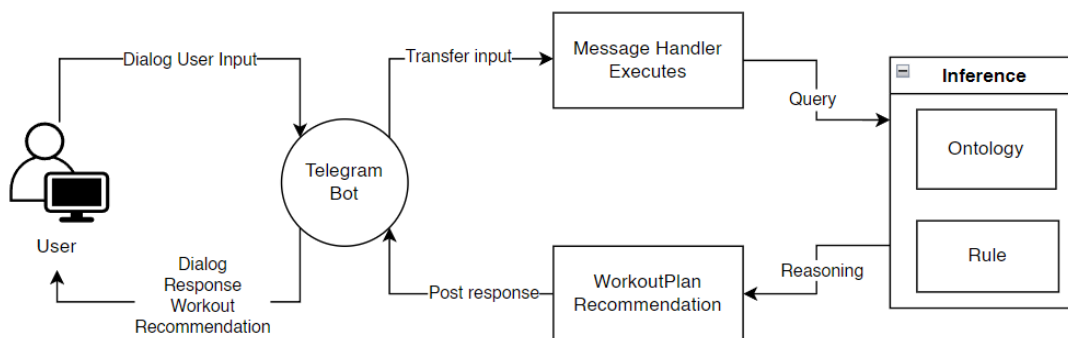 Dialog User Input
Transfer input
Message Handler
Executes
Query
Inference
Ontology
Rule
Telegram
Bot
User
Dialog
Response
Workout
Recommendation
Post response
WorkoutPlan
Recommendation
Reasoning